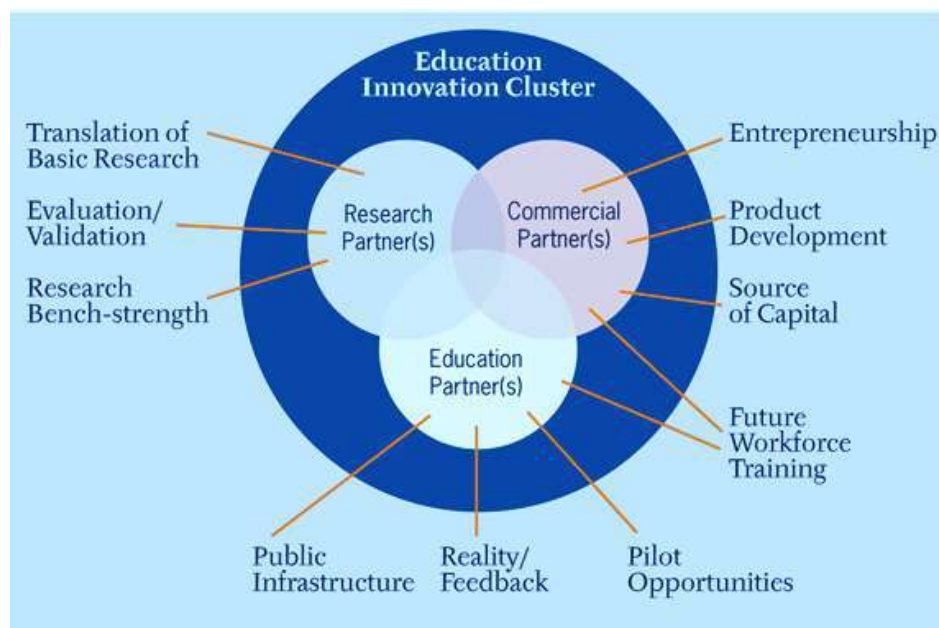 Education
Innovation Cluster
Translation of
Basic Research
Evaluation/
Validation
Research
Bench-strength
Research
Partner(s)
Commercial
Partner(s)
Education
Partner(s)
Entrepreneurship
Product
Development
Source
of Capital
Future
Workforce
Training
Public
Infrastructure
Reality/
Feedback
Pilot
Opportunities